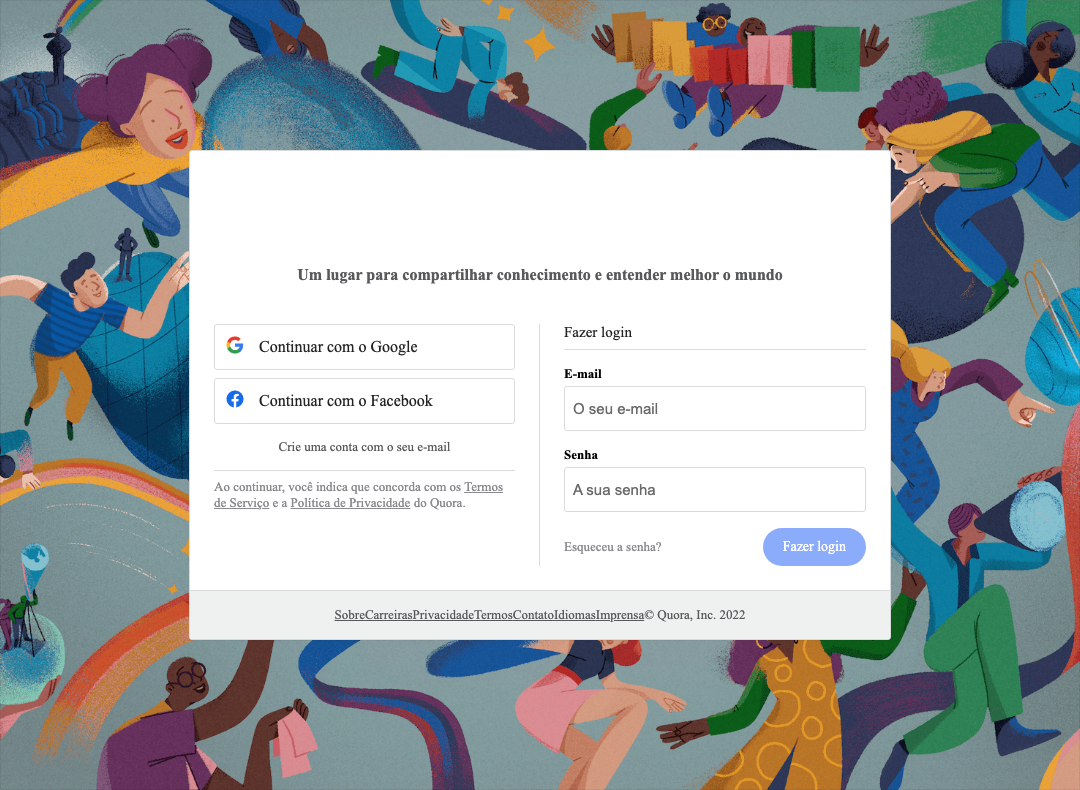 Um lugar para compartilhar conhecimento e entender melhor o mundo
Continuar com o Google
Continuar com o Facebook
Crie uma conta com o seu e-mail
Ao continuar, você indica que concorda com os Termos
de Serviço e a Política de Privacidade do Quora.
Fazer login
E-mail
O seu e-mail
Senha
A sua senha
Esqueceu a senha?
Fazer login
SobreCarreirasPrivacidadeTermosContatoIdiomasImprensa© Quora, Inc. 2022